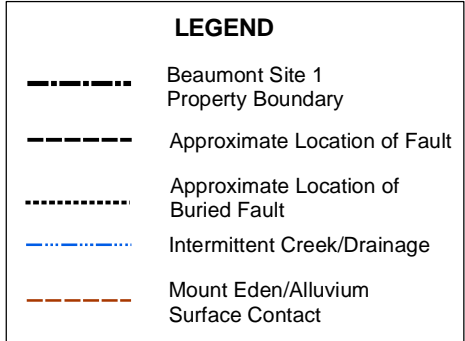 LEGEND
Beaumont Site 1
Property Boundary
Approximate Location of Fault
Approximate Location of
Buried Fault
Intermittent Creek/Drainage
Mount Eden/Alluvium
Surface Contact